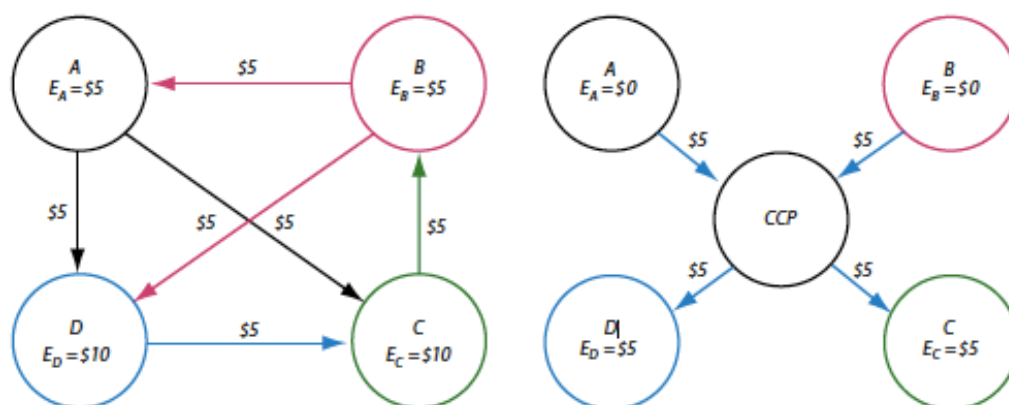 A
E_A = $5
$5
B
E_B = $5
$5
$5
$5
$5
D
E_D = $10
$5
C
E_C = $10
A
E_A = $0
B
E_B = $0
$5
$5
CCP
$5
$5
D
E_D = $5
C
E_C = $5